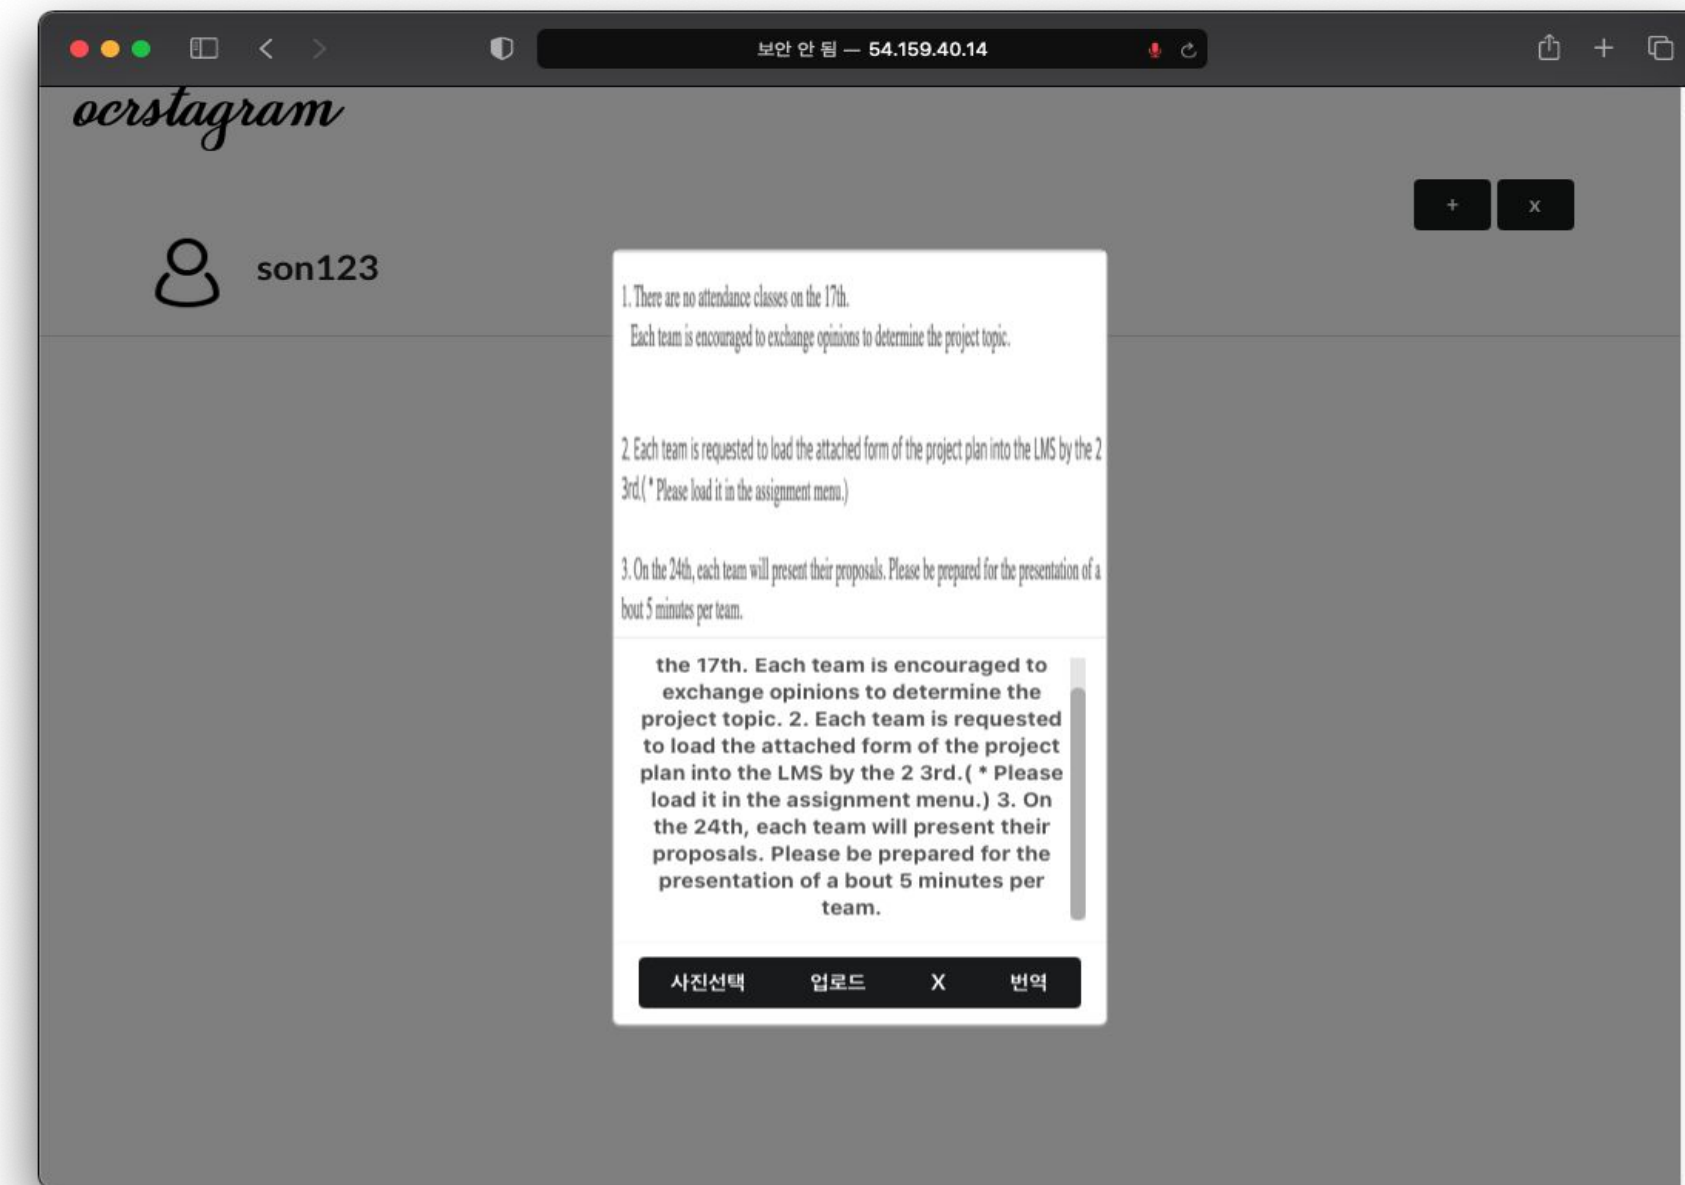 보안 안 됨 — 54.159.40.14
ocrstagram
+ x
son123
1. There are no attendance classes on the 17th.
Each team is encouraged to exchange opinions to determine the project topic.
2. Each team is requested to load the attached form of the project plan into the LMS by the 2
3rd.( * Please load it in the assignment menu.)
3. On the 24th, each team will present their proposals. Please be prepared for the presentation of a
bout 5 minutes per team.
the 17th. Each team is encouraged to
exchange opinions to determine the
project topic. 2. Each team is requested
to load the attached form of the project
plan into the LMS by the 2 3rd.( * Please
load it in the assignment menu.) 3. On
the 24th, each team will present their
proposals. Please be prepared for the
presentation of a bout 5 minutes per
team.
사진선택 업로드 X 번역